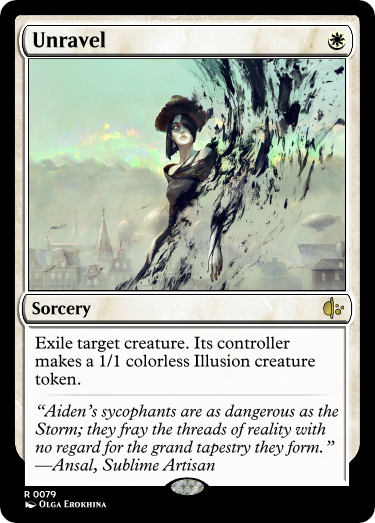 Unravel
Sorcery
Exile target creature. Its controller
makes a 1/1 colorless Illusion creature
token.
“Aiden’s sycophants are as dangerous as the
Storm; they fray the threads of reality with
no regard for the grand tapestry they form.”
—Ansal, Sublime Artisan
R 0079
Olga Erokhina